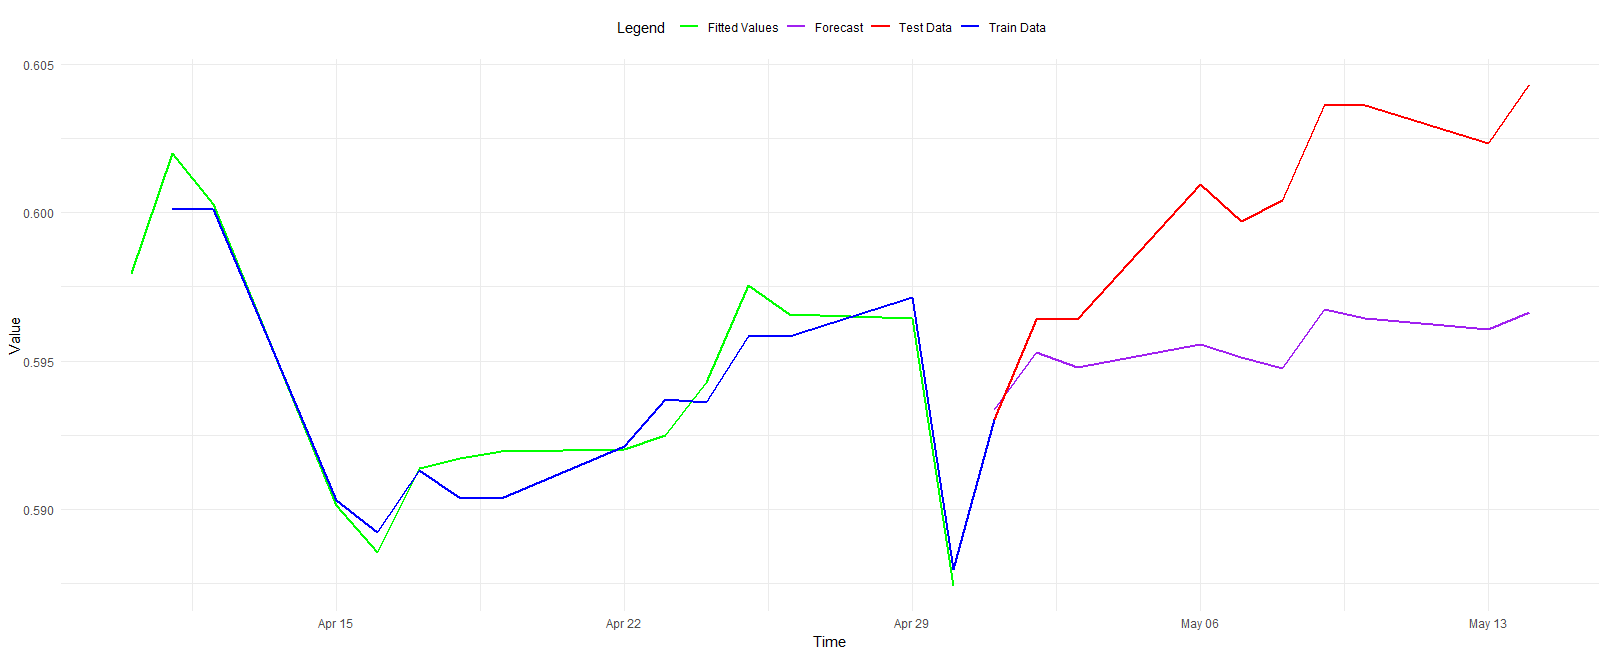 Legend Fitted Values Forecast Test Data Train Data
0.605
0.600
0.595
0.590
Value
Apr 15 Apr 22 Apr 29 May 06 May 13
Time